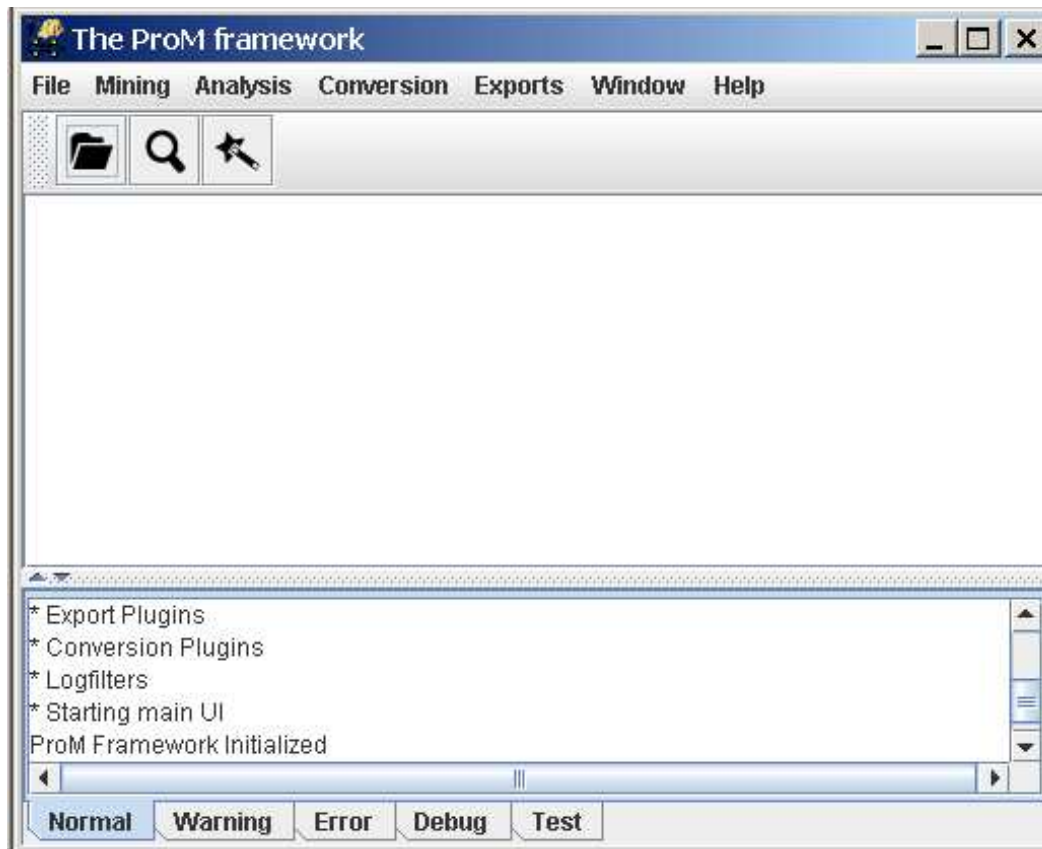 The ProM framework
File Mining Analysis Conversion Exports Window Help
* Export Plugins
* Conversion Plugins
* Logfilters
* Starting main UI
ProM Framework Initialized
Normal Warning Error Debug Test